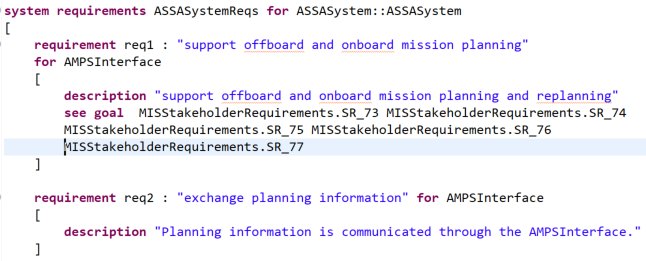 system requirements ASSASystemReqs for ASSASystem::ASSASystem
[
requirement req1 : "support offboard and onboard mission planning"
for AMPSInterface
[
description "support offboard and onboard mission planning and replanning"
see goal  MISStakeholderRequirements.SR_73 MISStakeholderRequirements.SR_74
MISStakeholderRequirements.SR_75 MISStakeholderRequirements.SR_76
MISStakeholderRequirements.SR_77
]
requirement req2 : "exchange planning information" for AMPSInterface
[
description "Planning information is communicated through the AMPSInterface."
]